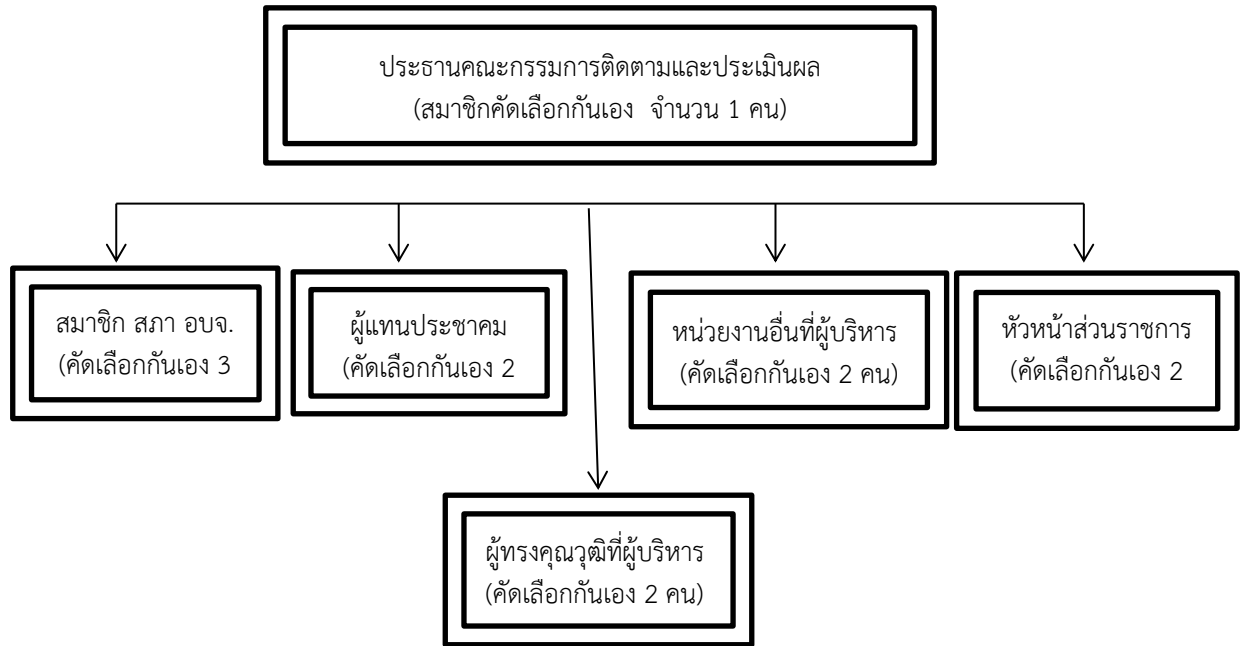 ประธานคณะกรรมการติดตามและประเมินผล
(สมาชิกคัดเลือกกันเอง จำนวน 1 คน)
สมาชิก สภา อบจ.
(คัดเลือกกันเอง 3
ผู้แทนประชาคม
(คัดเลือกกันเอง 2
หน่วยงานอื่นที่ผู้บริหาร
(คัดเลือกกันเอง 2 คน)
หัวหน้าส่วนราชการ
(คัดเลือกกันเอง 2
ผู้ทรงคุณวุฒิที่ผู้บริหาร
(คัดเลือกกันเอง 2 คน)